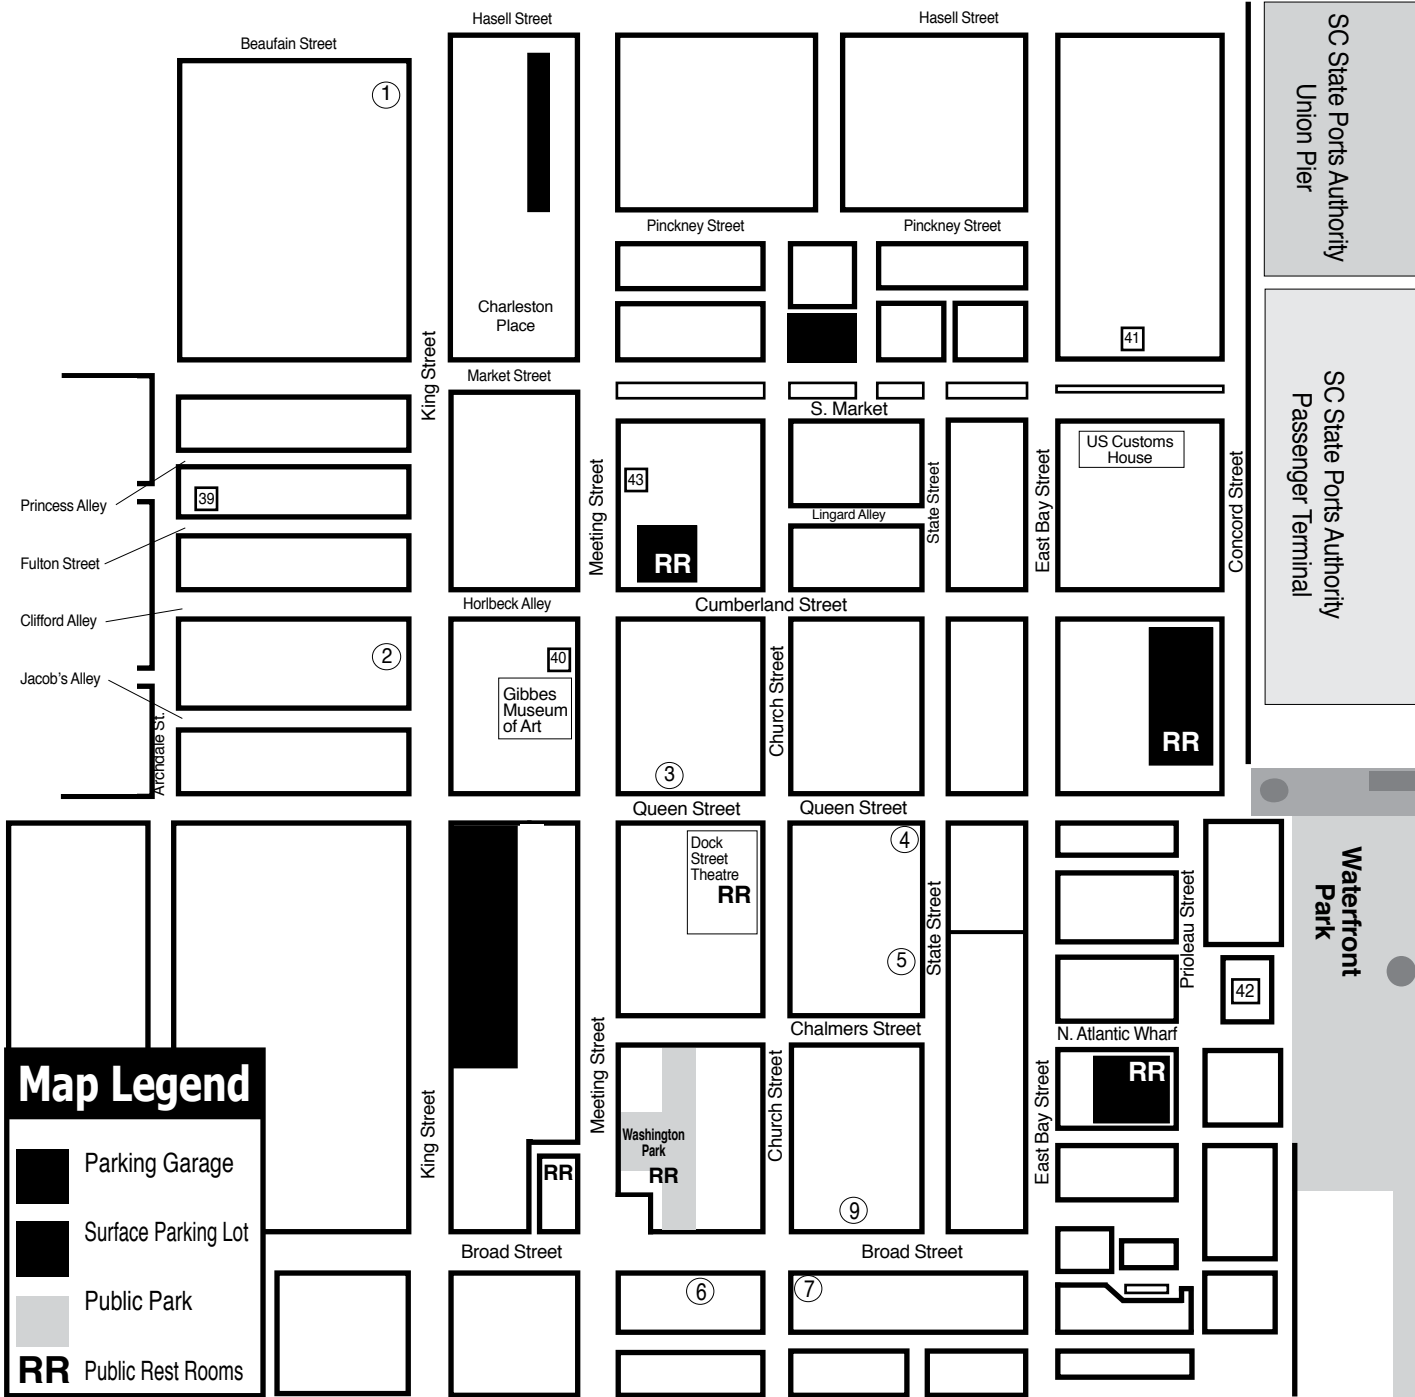 Hasell Street
Hasell Street
Beaufain Street
1
SC State Ports Authority
Union Pier
Pinckney Street
Pinckney Street
Charleston
Place
King Street
41
Market Street
S. Market
SC State Ports Authority
Passenger Terminal
US Customs
House
Meeting Street
43
State Street
East Bay Street
Concord Street
Princess Alley
39
Lingard Alley
RR
Fulton Street
Horlbeck Alley
Cumberland Street
Clifford Alley
2
40
Church Street
Jacob's Alley
Gibbes
Museum
of Art
RR
Archdale St.
3
Queen Street
Queen Street
Dock
Street
Theatre
RR
4
Waterfront
Park
State Street
Prioleau Street
5
42
Chalmers Street
N. Atlantic Wharf
Meeting Street
Church Street
East Bay Street
RR
King Street
Washington
Park
RR
RR
9
Broad Street
Broad Street
6
7
Map Legend
Parking Garage
Surface Parking Lot
Public Park
RR Public Rest Rooms